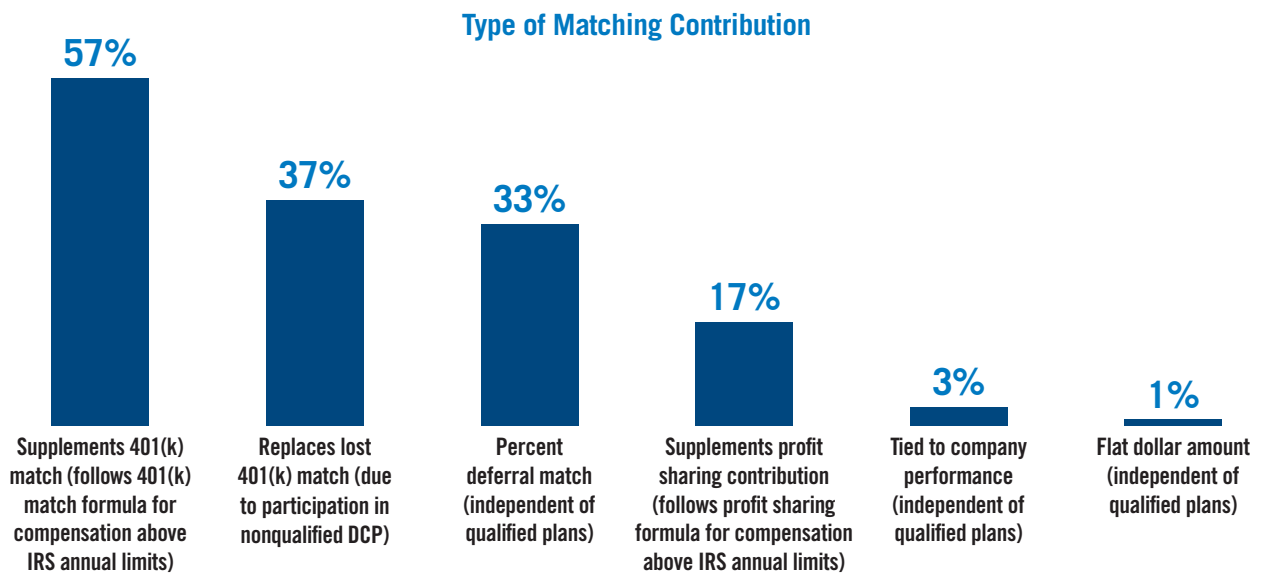 Type of Matching Contribution
57%
37%
33%
17%
3%
1%
Supplements 401(k)
match (follows 401(k)
match formula for
compensation above
IRS annual limits)
Replaces lost
401(k) match (due
to participation in
nonqualified DCP)
Percent
deferral match
(independent of
qualified plans)
Supplements profit
sharing contribution
(follows profit sharing
formula for compensation
above IRS annual limits)
Tied to company
performance
(independent of
qualified plans)
Flat dollar amount
(independent of
qualified plans)